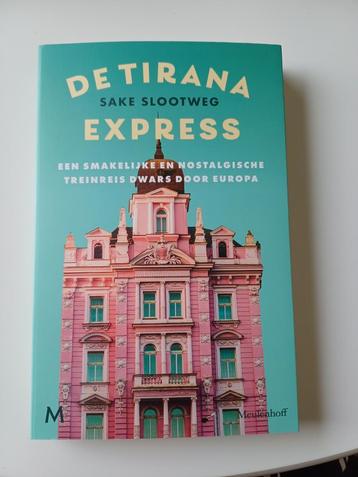 DE TIRANA
SAKE SLOOTWEG
EXPRESS
EEN SMAKELIJKE EN NOSTALGISCHE
TREINREIS DWARS DOOR EUROPA
M
Meulenhoff